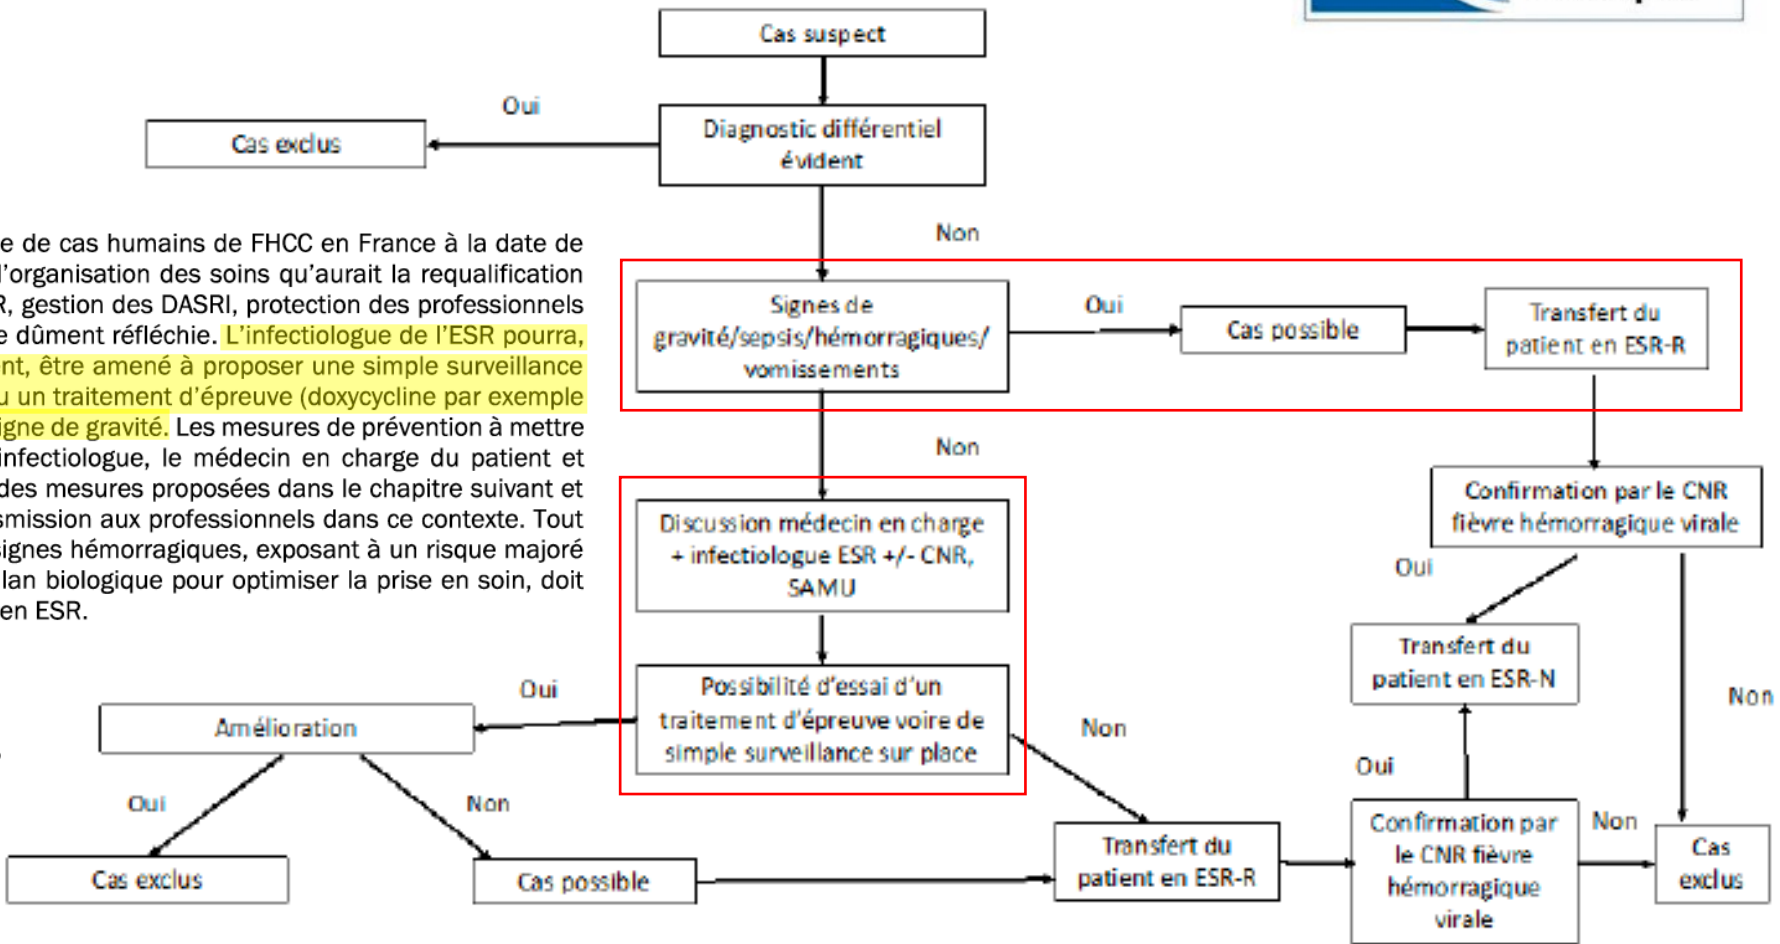 Cas suspect
Oui
Cas exclus
Diagnostic différentiel
évident
Non
e de cas humains de FHCC en France à la date de
l'organisation des soins qu'aurait la requalification
R, gestion des DASRI, protection des professionnels
e dûment réfléchie. L'infectiologue de l'ESR pourra,
nt, être amené à proposer une simple surveillance
u un traitement d'épreuve (doxycycline par exemple
igne de gravité. Les mesures de prévention à mettre
infectiologue, le médecin en charge du patient et
des mesures proposées dans le chapitre suivant et
smission aux professionnels dans ce contexte. Tout
signes hémorragiques, exposant à un risque majoré
lan biologique pour optimiser la prise en soin, doit
en ESR.
Signes de
gravité/sepsis/hémorragiques/
vomissements
Oui
Cas possible
Transfert du
patient en ESR-R
Non
Confirmation par le CNR
fièvre hémorragique virale
Discussion médecin en charge
+ infectiologue ESR +/- CNR,
SAMU
Oui
Transfert du
patient en ESR-N
Non
Possibilité d'essai d'un
traitement d'épreuve voire de
simple surveillance sur place
Oui
Amélioration
Non
Oui
Oui
Non
Cas exclus
Cas possible
Transfert du
patient en ESR-R
Confirmation par
le CNR fièvre
hémorragique
virale
Non
Cas
exclus